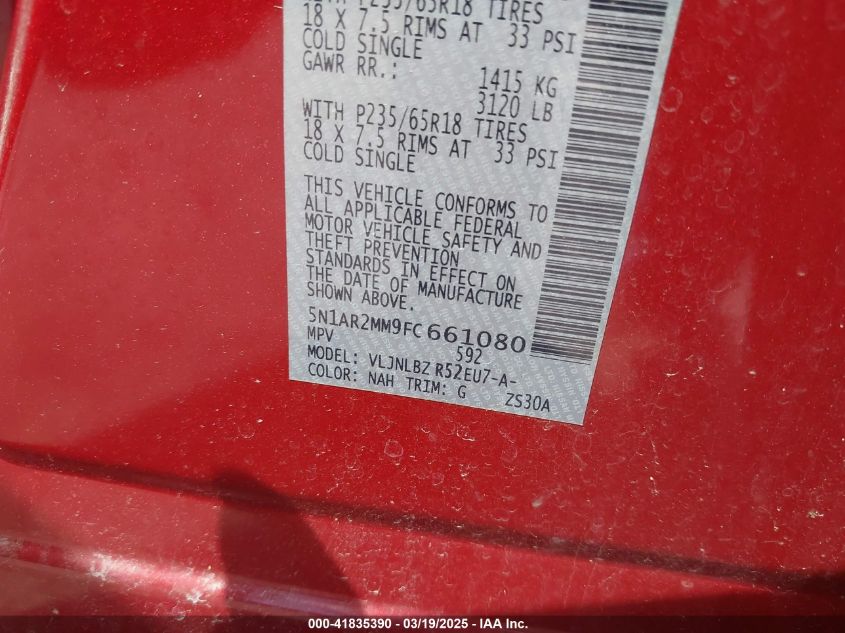 P235/65R18 TIRES
18 X 7.5 RIMS AT 33 PSI
COLD SINGLE
GAWR RR.: 1415 KG
3120 LB
WITH P235/65R18 TIRES
18 X 7.5 RIMS AT 33 PSI
COLD SINGLE
THIS VEHICLE CONFORMS TO
ALL APPLICABLE FEDERAL
MOTOR VEHICLE SAFETY AND
THEFT PREVENTION
STANDARDS IN EFFECT ON
THE DATE OF MANUFACTURE
SHOWN ABOVE.
5N1AR2MM9FC661080
MPV 592
MODEL: VLJNLBZ R52EU7-A-
COLOR: NAH TRIM: G ZS30A
000-41835390 - 03/19/2025 - IAA Inc.